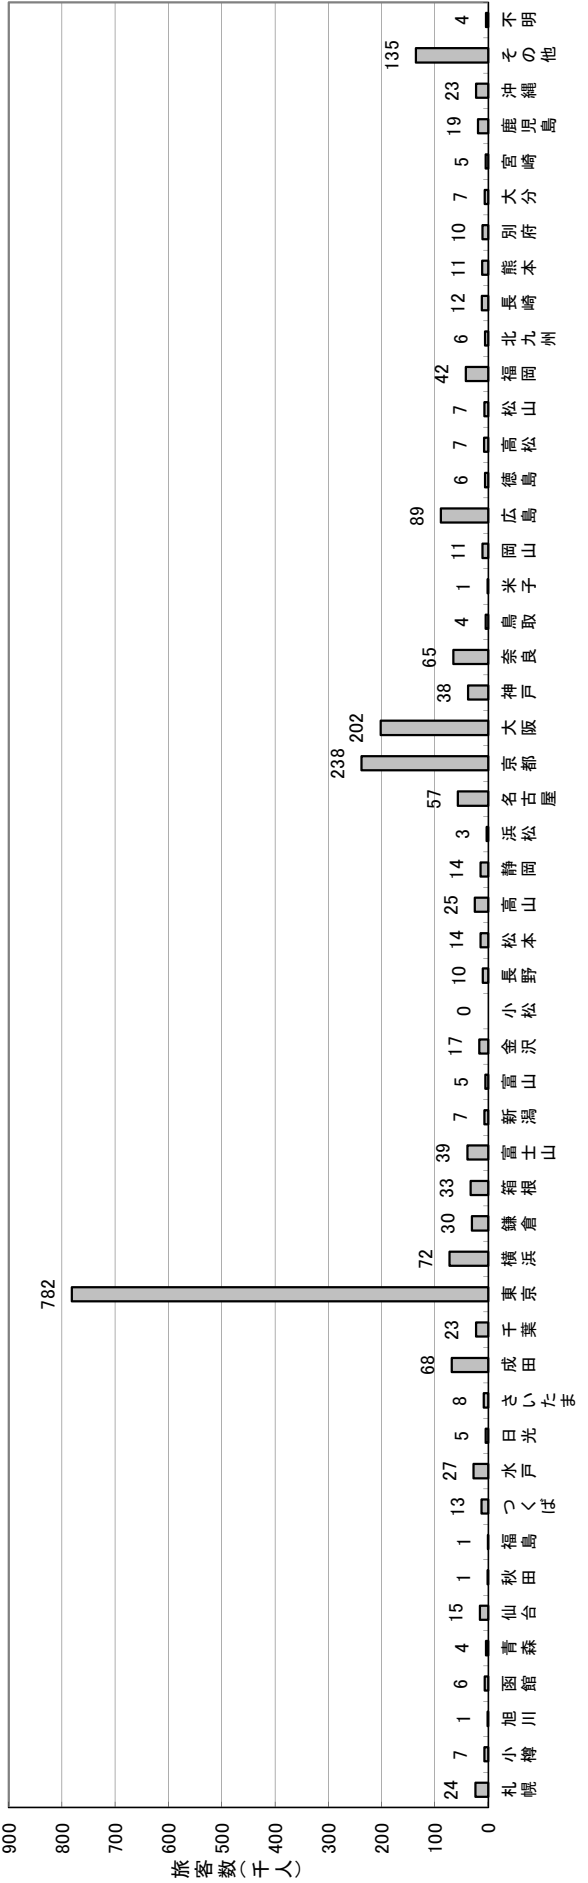 旅客数(千人)
900
800
700
600
500
400
300
200
100
0
24
7
1
6
4
15
1
1
13
27
5
8
68
23
782
72
30
33
39
7
5
17
0
10
14
25
14
3
57
238
202
38
65
4
1
11
89
6
7
7
42
6
12
11
10
7
5
19
23
135
4
札幌
小樽
旭川
函館
青森
仙台
秋田
福島
つくば
水戸
日光
さいたま
成田
千葉
東京
横浜
鎌倉
箱根
富士山
新潟
富山
金沢
小松
長野
松本
高山
静岡
浜松
名古屋
京都
大阪
神戸
奈良
鳥取
米子
岡山
広島
徳島
高松
松山
福岡
北九州
長崎
熊本
別府
大分
宮崎
鹿児島
沖縄
その他
不明